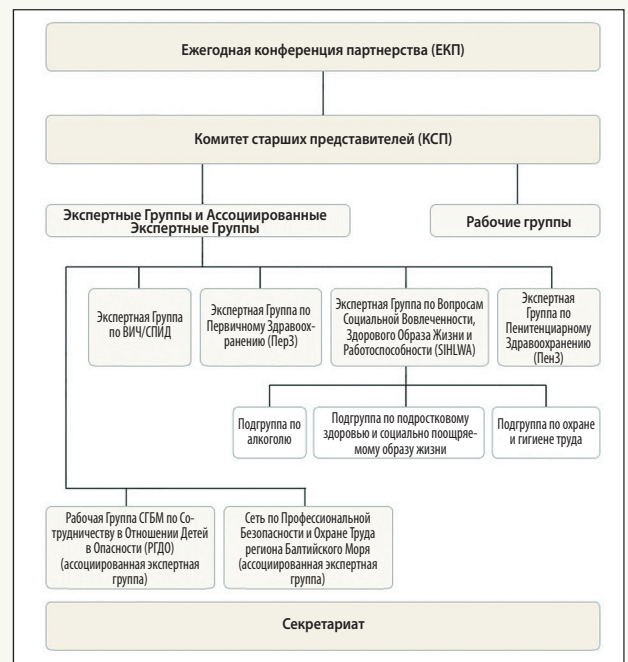 Ежегодная конференция партнерства (ЕКП)
Комитет старших представителей (КСП)
Экспертные Группы и Ассоциированные
Экспертные Группы
Рабочие группы
Экспертная Группа
по ВИЧ/СПИД
Экспертная Группа по
Первичному Здравоох-
ранению (ПерЗ)
Экспертная Группа по Вопросам
Социальной Вовлеченности,
Здорового Образа Жизни и
Работоспособности (SIHLWA)
Экспертная
Группа по
Пенитенциарному
Здравоохранению
(ПенЗ)
Подгруппа по
алкоголю
Подгруппа по подростковому
здоровью и социально поощряе-
мому образу жизни
Подгруппа по охране
и гигиене труда
Рабочая Группа СГБМ по Со-
трудничеству в Отношении Детей
в Опасности (РГДО)
(ассоциированная экспертная
группа)
Сеть по Профессиональной
Безопасности и Охране Труда
региона Балтийского Моря
(ассоциированная экспертная
группа)
Секретариат